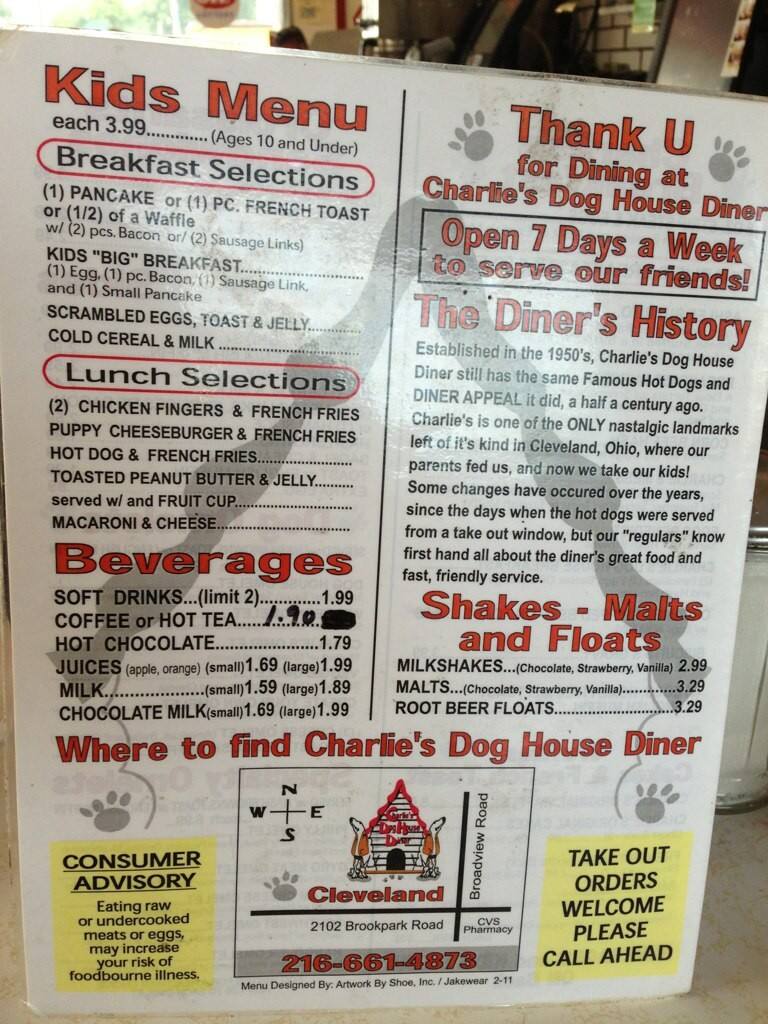 Kids Menu
each 3.99............. (Ages 10 and Under)
Breakfast Selections
(1) PANCAKE or (1) PC. FRENCH TOAST
or (1/2) of a Waffle
w/ (2) pcs. Bacon or/ (2) Sausage Links)
KIDS "BIG" BREAKFAST......................
(1) Egg, (1) pc. Bacon, (1) Sausage Link,
and (1) Small Pancake
SCRAMBLED EGGS, TOAST & JELLY..........
COLD CEREAL & MILK ..........................
Lunch Selections
(2) CHICKEN FINGERS & FRENCH FRIES
PUPPY CHEESEBURGER & FRENCH FRIES
HOT DOG & FRENCH FRIES..................
TOASTED PEANUT BUTTER & JELLY.........
served w/ and FRUIT CUP.......................
MACARONI & CHEESE..........................
Beverages
SOFT DRINKS...(limit 2)............1.99
COFFEE or HOT TEA.....1.90
HOT CHOCOLATE.....................1.79
JUICES (apple, orange) (small)1.69 (large)1.99
MILK....................(small)1.59 (large)1.89
CHOCOLATE MILK(small)1.69 (large)1.99
Thank U
for Dining at
Charlie's Dog House Diner
Open 7 Days a Week
to serve our friends!
The Diner's History
Established in the 1950's, Charlie's Dog House
Diner still has the same Famous Hot Dogs and
DINER APPEAL it did, a half a century ago.
Charlie's is one of the ONLY nastalgic landmarks
left of it's kind in Cleveland, Ohio, where our
parents fed us, and now we take our kids!
Some changes have occured over the years,
since the days when the hot dogs were served
from a take out window, but our "regulars" know
first hand all about the diner's great food and
fast, friendly service.
Shakes - Malts
and Floats
MILKSHAKES...(Chocolate, Strawberry, Vanilla) 2.99
MALTS...(Chocolate, Strawberry, Vanilla)............3.29
ROOT BEER FLOATS..............................3.29
Where to find Charlie's Dog House Diner
CONSUMER
ADVISORY
Eating raw
or undercooked
meats or eggs,
may increase
your risk of
foodbourne illness.
N
W E
S
Charlie's
Dog House
Diner
Cleveland
Broadview Road
2102 Brookpark Road
CVS
Pharmacy
216-661-4873
TAKE OUT
ORDERS
WELCOME
PLEASE
CALL AHEAD
Menu Designed By: Artwork By Shoe, Inc. / Jakewear 2-11